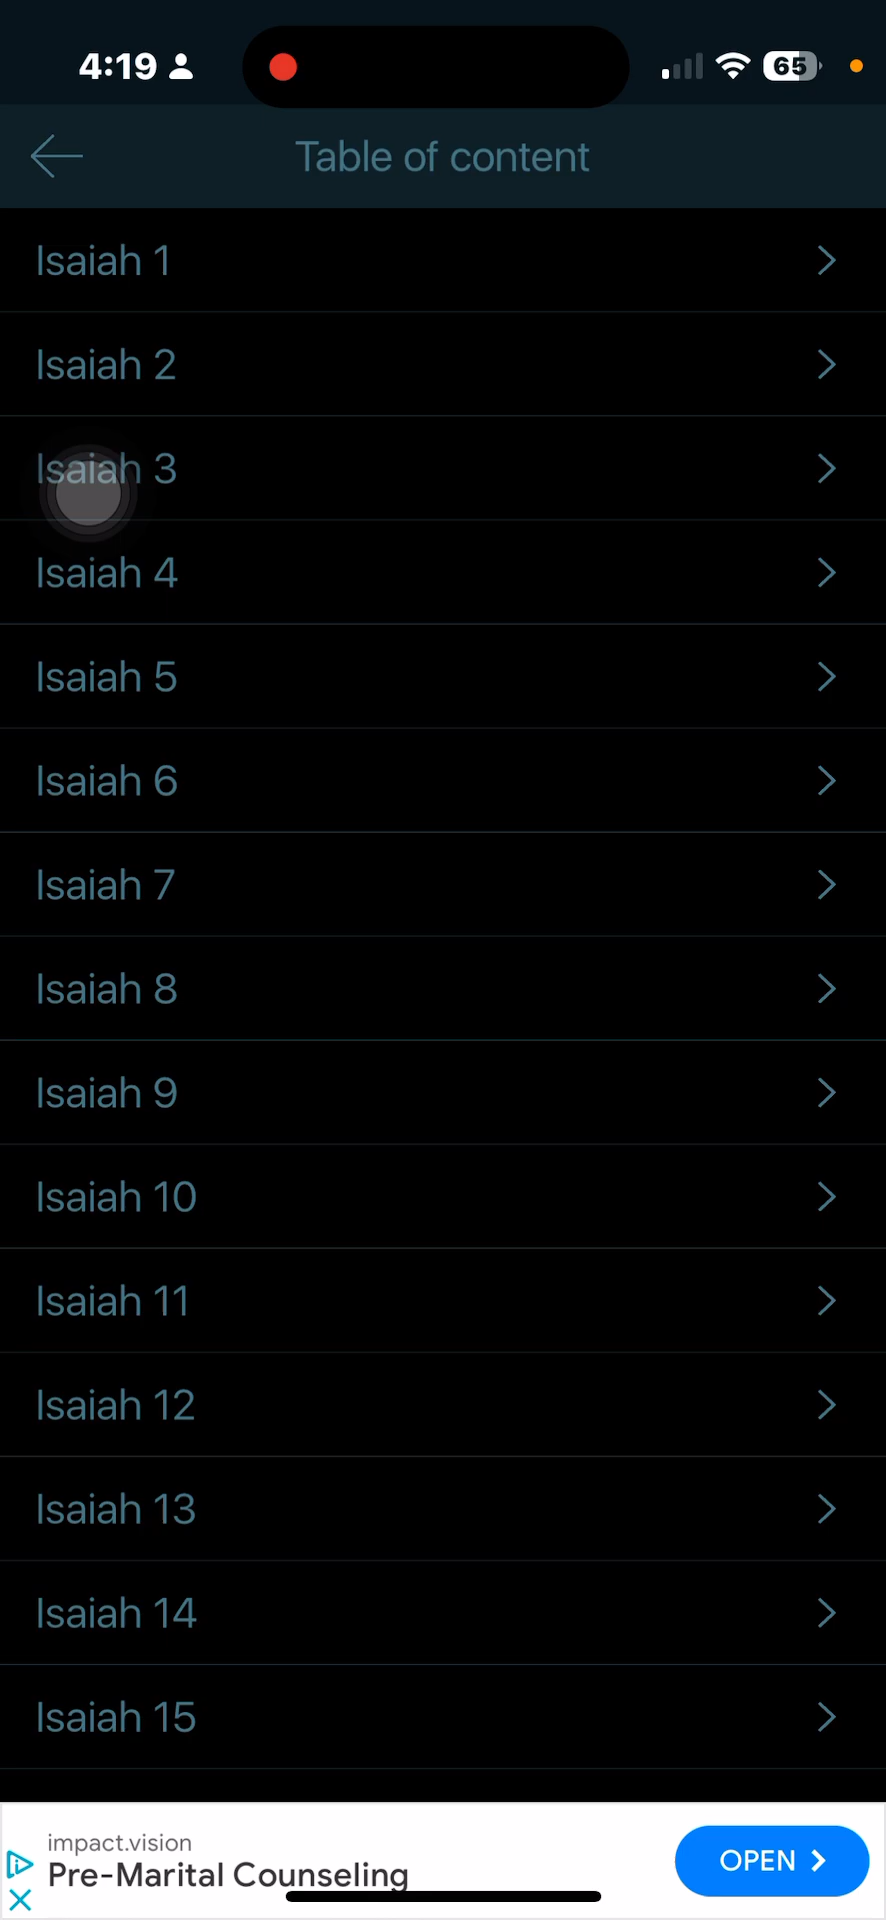 4:19
65
Table of content
Isaiah 1
Isaiah 2
Isaiah 3
Isaiah 4
Isaiah 5
Isaiah 6
Isaiah 7
Isaiah 8
Isaiah 9
Isaiah 10
Isaiah 11
Isaiah 12
Isaiah 13
Isaiah 14
Isaiah 15
impact.vision
Pre-Marital Counseling
OPEN